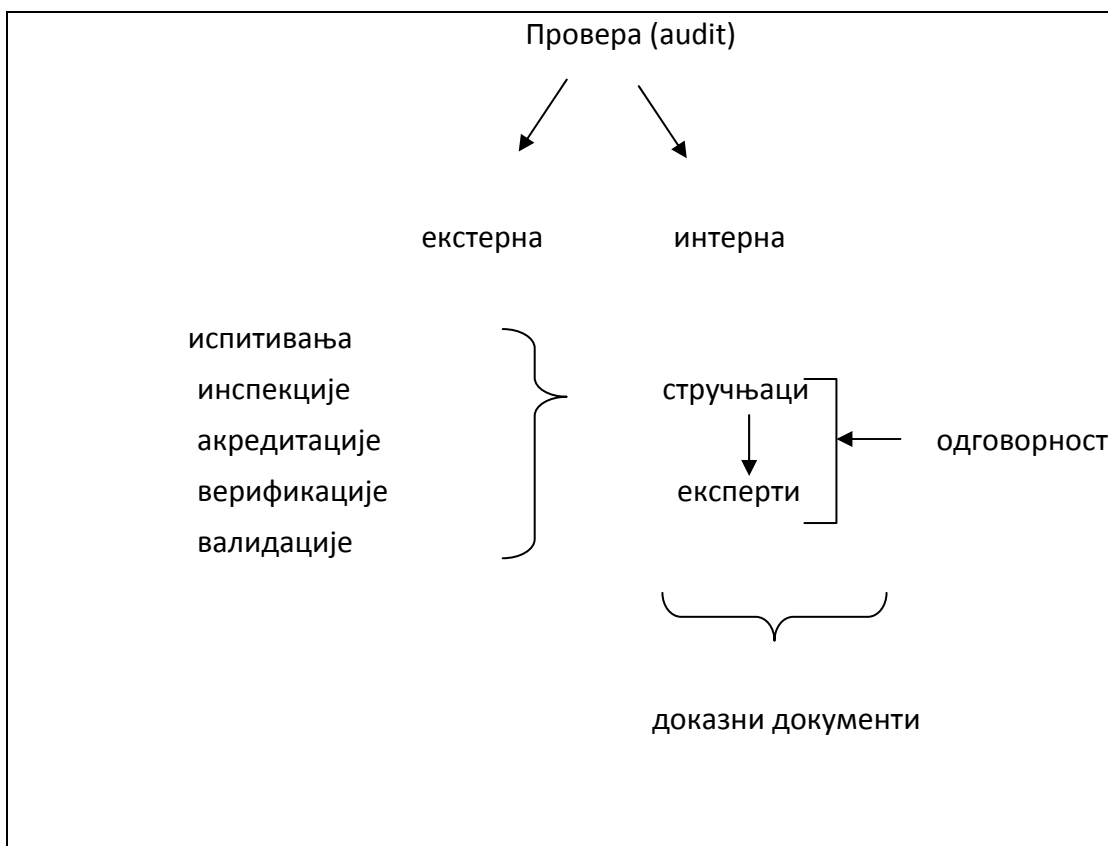 Провера (audit)
екстерна интерна
испитивања
инспекције
стручњаци
акредитације
одговорност
верификације
експерти
валидације
доказни документи